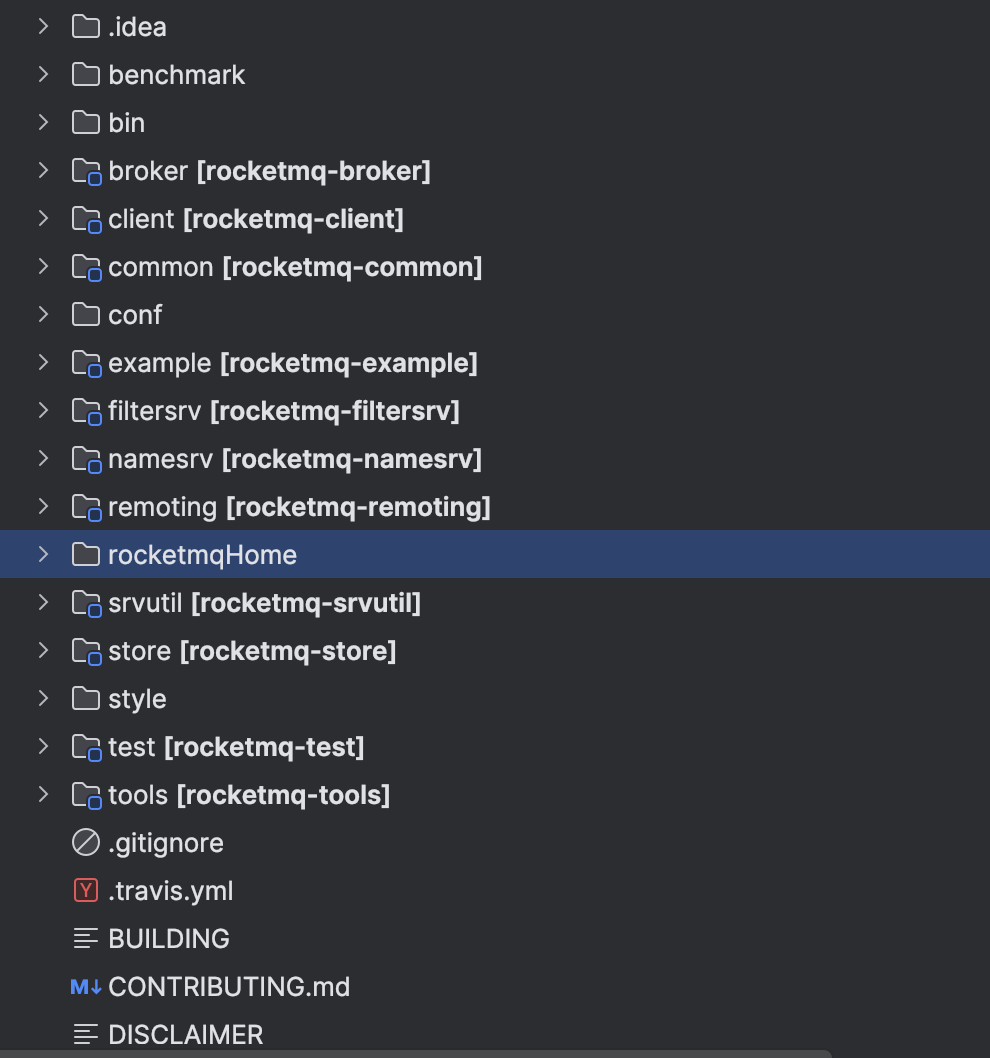 .idea
benchmark
bin
broker [rocketmq-broker]
client [rocketmq-client]
common [rocketmq-common]
conf
example [rocketmq-example]
filtersrv [rocketmq-filtersrv]
namesrv [rocketmq-namesrv]
remoting [rocketmq-remoting]
rocketmqHome
srvutil [rocketmq-srvutil]
store [rocketmq-store]
style
test [rocketmq-test]
tools [rocketmq-tools]
.gitignore
Y .travis.yml
BUILDING
M↓ CONTRIBUTING.md
DISCLAIMER